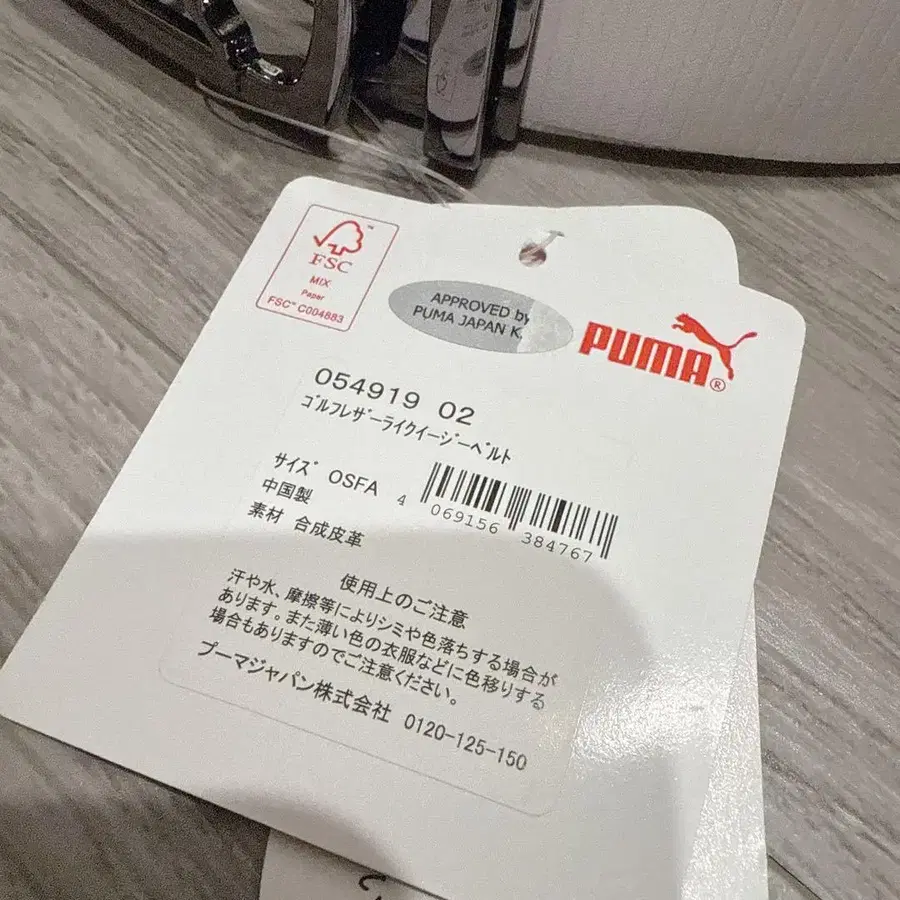 FSC™
MIX
Paper
FSC® C004883
APPROVED by
PUMA JAPAN K.
PUMA®
054919 02
ｺﾞﾙﾌﾚｻﾞｰﾗｲｸｲｰｼﾞｰﾍﾞﾙﾄ
ｻｲｽﾞ OSFA
中国製
素材 合成皮革
4 069156 384767
使用上のご注意
汗や水、摩擦等によりシミや色落ちする場合が
あります。また薄い色の衣服などに色移りする
場合もありますのでご注意ください。
プーマジャパン株式会社 0120-125-150